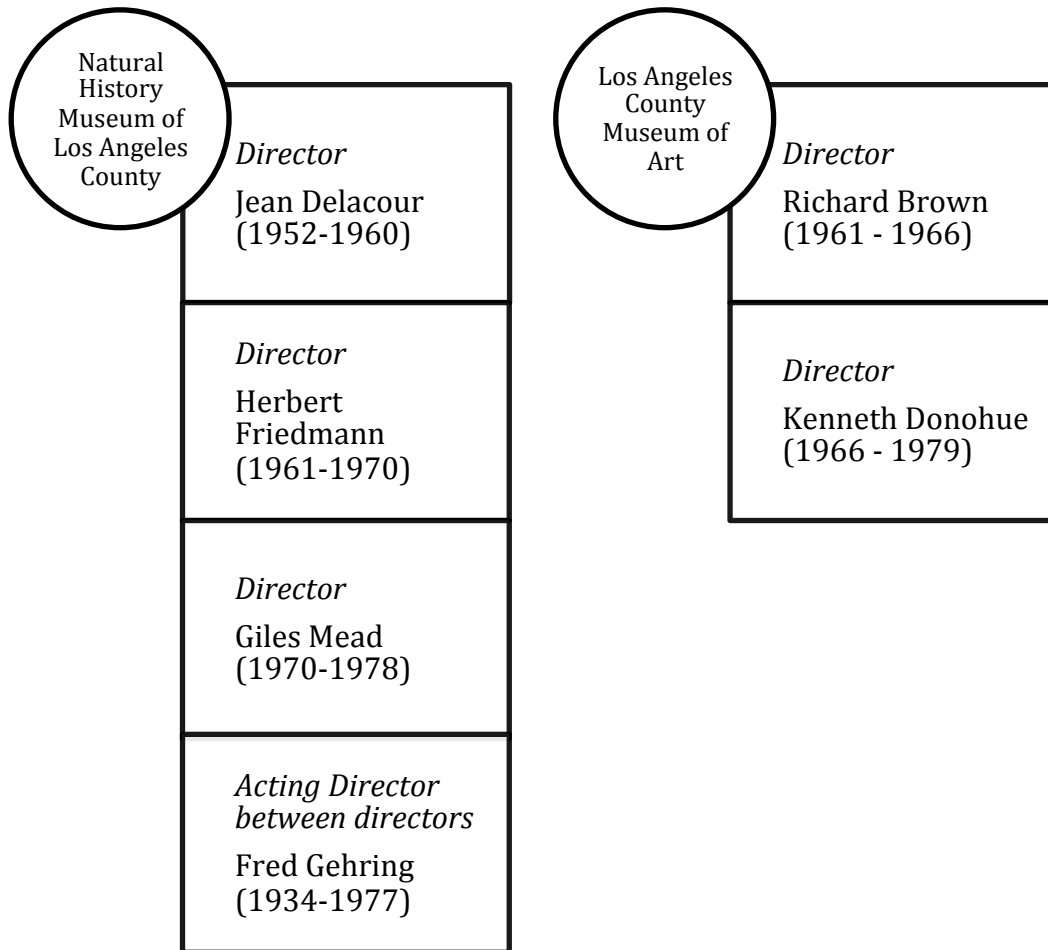 Natural
History
Museum of
Los Angeles
County
Director
Jean Delacour
(1952-1960)
Director
Herbert
Friedmann
(1961-1970)
Director
Giles Mead
(1970-1978)
Acting Director
between directors
Fred Gehring
(1934-1977)
Los Angeles
County
Museum of
Art
Director
Richard Brown
(1961 - 1966)
Director
Kenneth Donohue
(1966 - 1979)